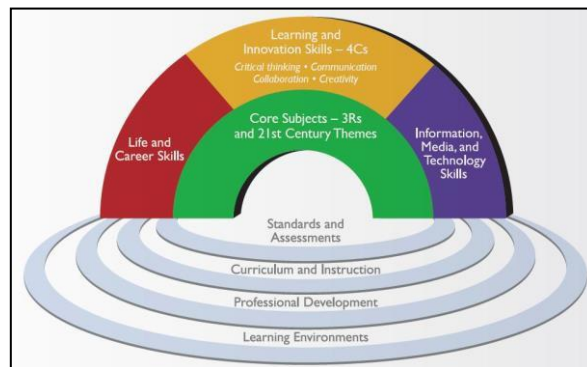 Learning and
Innovation Skills – 4Cs
Critical thinking • Communication
Collaboration • Creativity
Core Subjects – 3Rs
and 21st Century Themes
Life and
Career Skills
Information,
Media, and
Technology
Skills
Standards and
Assessments
Curriculum and Instruction
Professional Development
Learning Environments